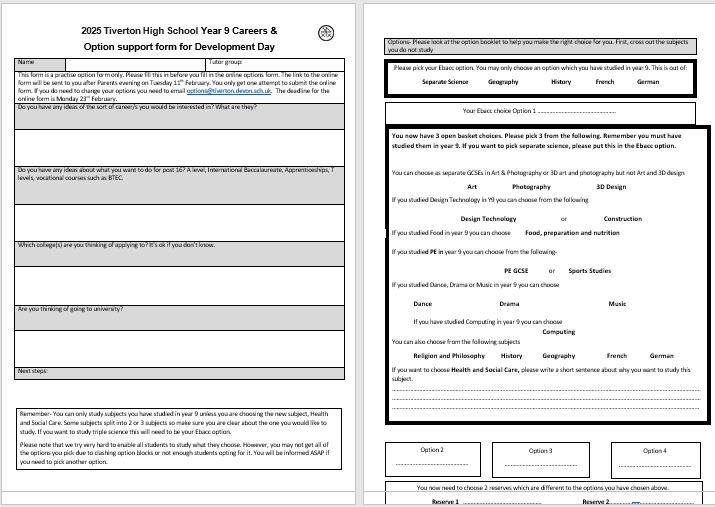 2025 Tiverton High School Year 9 Careers &
Option support form for Development Day
Name
Tutor group:
This form is a practise option form only. Please fill this in before you fill in the online options form. The link to the online
form will be sent to you after Parents evening on Tuesday 11th February. You only get one attempt to submit the online
form. If you do need to change your options you need to email options@tiverton.devon.sch.uk. The deadline for the
online form is Monday 23rd February.
Do you have any ideas of the sort of career/s you would be interested in? What are they?
Do you have any ideas about what you want to do for post 16? A level, International Baccalaureate, Apprenticeships, T
levels, vocational courses such as BTEC.
Which college(s) are you thinking of applying to? It's ok if you don't know.
Are you thinking of going to university?
Next steps:
Remember- You can only study subjects you have studied in year 9 unless you are choosing the new subject, Health
and Social Care. Some subjects split into 2 or 3 subjects so make sure you are clear about the one you would like to
study. If you want to study triple science this will need to be your Ebacc option.
Please note that we try very hard to enable all students to study what they choose. However, you may not get all of
the options you pick due to clashing option blocks or not enough students opting for it. You will be informed ASAP if
you need to pick another option.
Options- Please look at the option booklet to help you make the right choice for you. First, cross out the subjects
you do not study
Please pick your Ebacc option. You may only choose an option which you have studied in year 9. This is out of:
Separate Science Geography History French German
Your Ebacc choice Option 1 ..........................................
You now have 3 open basket choices. Please pick 3 from the following. Remember you must have
studied them in year 9. If you want to pick separate science, please put this in the Ebacc option.
You can choose as separate GCSEs in Art & Photography or 3D art and photography but not Art and 3D design
Art Photography 3D Design
If you studied Design Technology in Y9 you can choose from the following
Design Technology or Construction
If you studied Food in year 9 you can choose Food, preparation and nutrition
If you studied PE in year 9 you can choose from the following-
PE GCSE or Sports Studies
If you studied Dance, Drama or Music in year 9 you can choose
Dance Drama Music
If you have studied Computing in year 9 you can choose
Computing
You can also choose from the following subjects
Religion and Philosophy History Geography French German
If you want to choose Health and Social Care, please write a short sentence about why you want to study this
subject.
Option 2 Option 3 Option 4
You now need to choose 2 reserves which are different to the options you have chosen above.
Reserve 1 .......................................... Reserve 2..........................................